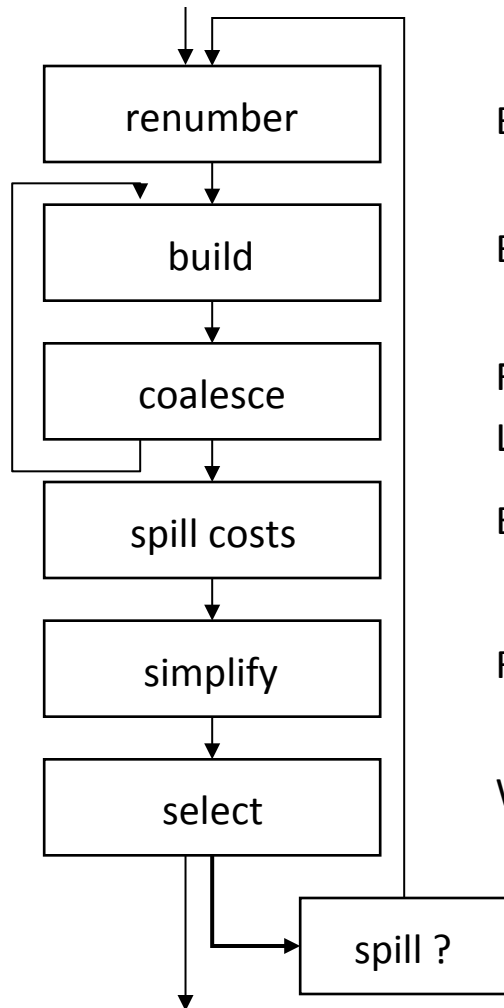 renumber
build
coalesce
spill costs
simplify
select
spill ?